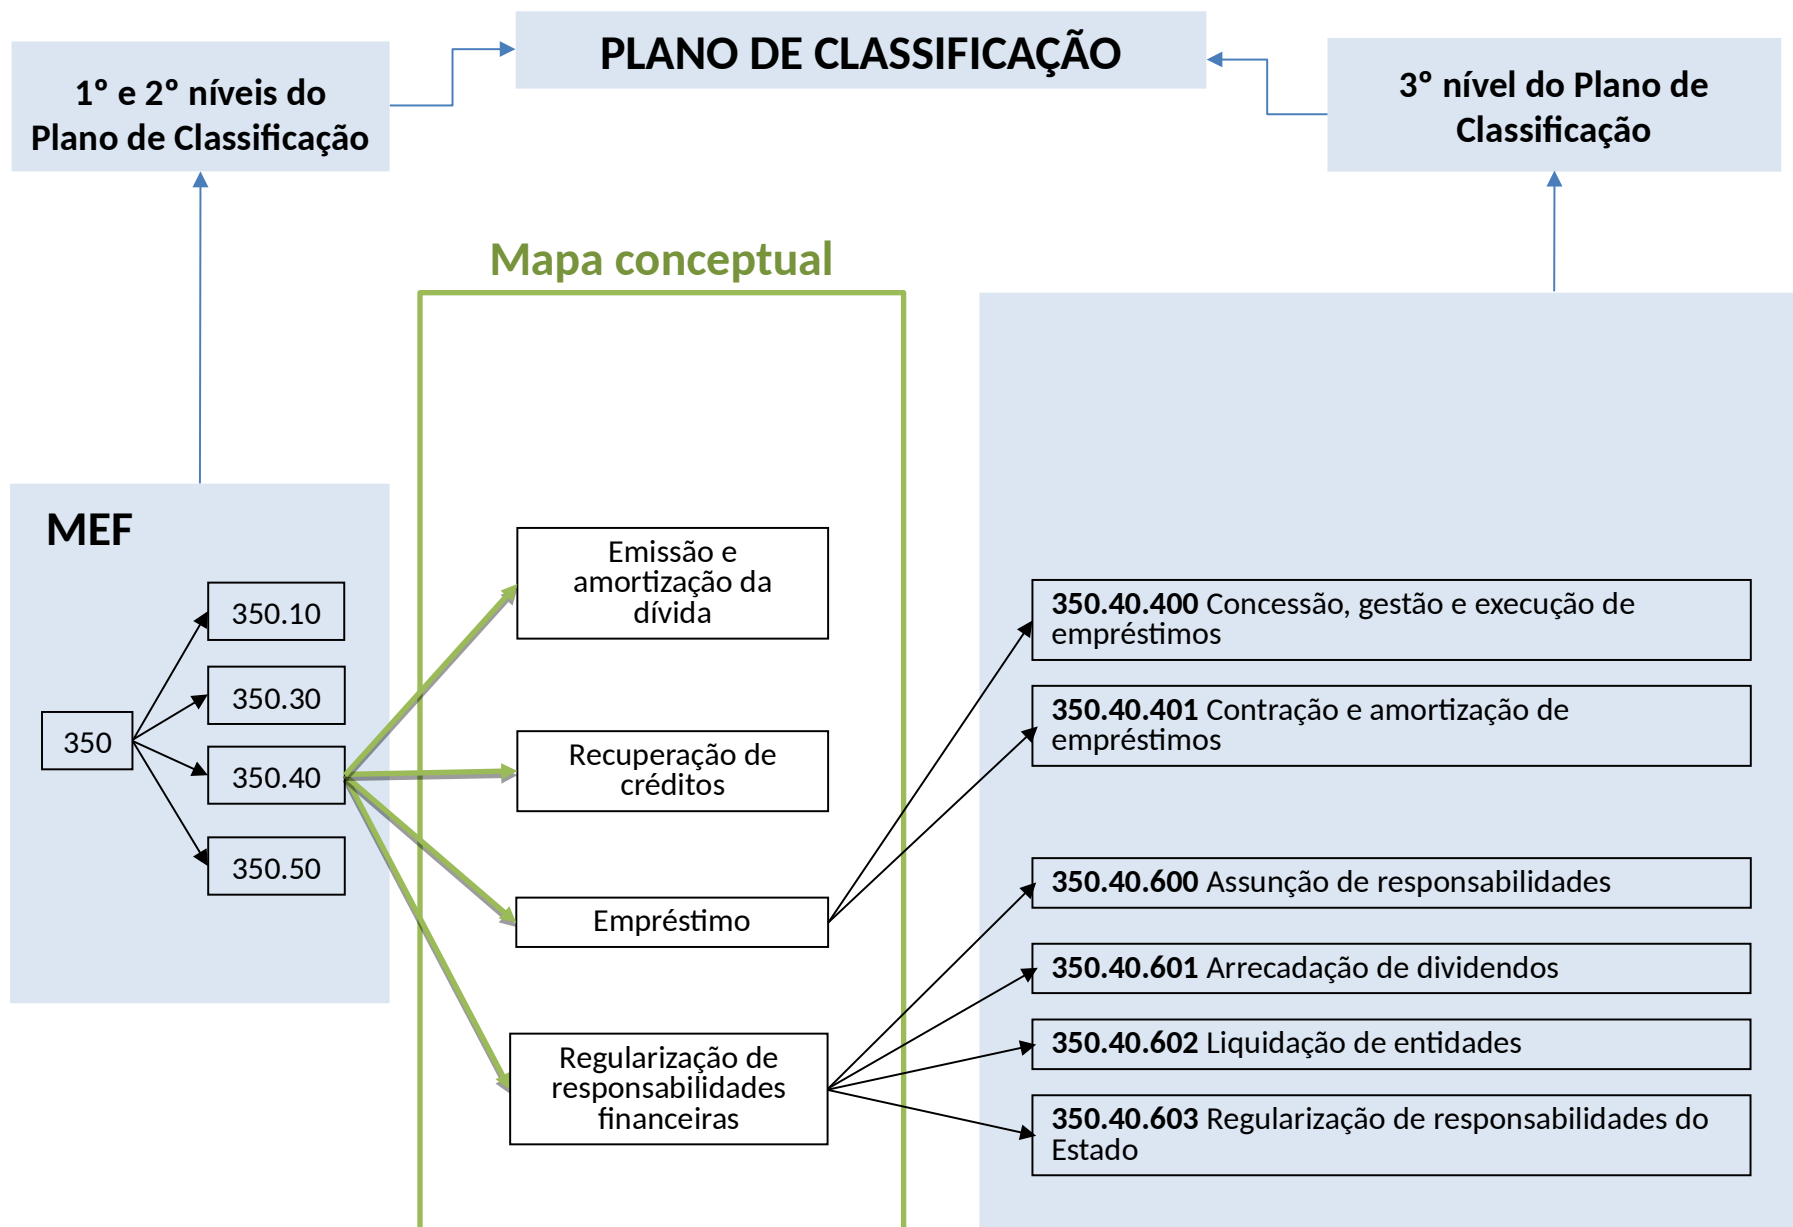 PLANO DE CLASSIFICAÇÃO
1º e 2º níveis do
Plano de Classificação
3º nível do Plano de
Classificação
Mapa conceptual
MEF
350
350.10
350.30
350.40
350.50
Emissão e
amortização da
dívida
Recuperação de
créditos
Empréstimo
Regularização de
responsabilidades
financeiras
350.40.400 Concessão, gestão e execução de
empréstimos
350.40.401 Contração e amortização de
empréstimos
350.40.600 Assunção de responsabilidades
350.40.601 Arrecadação de dividendos
350.40.602 Liquidação de entidades
350.40.603 Regularização de responsabilidades do
Estado